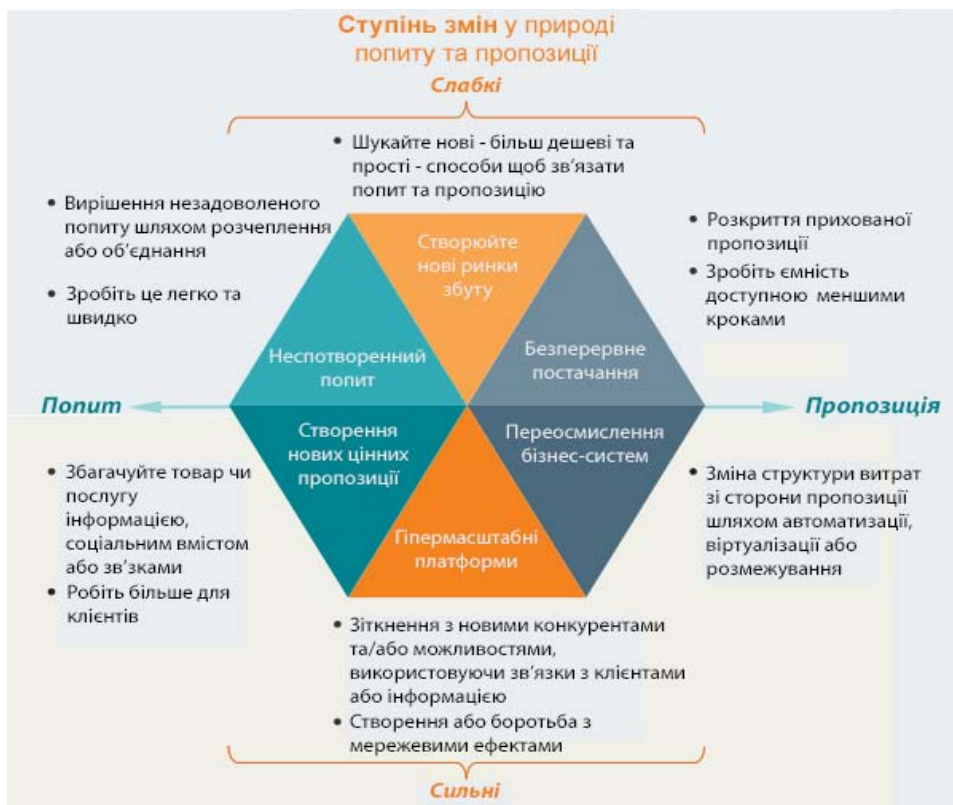 Ступінь змін у природі
попиту та пропозиції
Слабкі
• Шукайте нові - більш дешеві та
прості - способи щоб зв’язати
попит та пропозицію
• Вирішення незадоволеного
попиту шляхом розчеплення
або об’єднання
• Зробіть це легко та
швидко
• Розкриття прихованої
пропозиції
• Зробіть ємність
доступною меншими
кроками
Створюйте
нові ринки
збуту
Неспотворенний
попит
Безперервне
постачання
Попит
Пропозиція
Створення
нових цінних
пропозиції
Переосмислення
бізнес-систем
Гіпермасштабні
платформи
• Збагачуйте товар чи
послугу
інформацією,
соціальним вмістом
або зв’зками
• Робіть більше для
клієнтів
• Зміна структури витрат
зі сторони пропозиції
шляхом автоматизації,
віртуалізації або
розмежування
• Зіткнення з новими конкурентами
та/або можливостями,
використовуючи зв’язки з клієнтами
або інформацією
• Створення або боротьба з
мережевими ефектами
Сильні